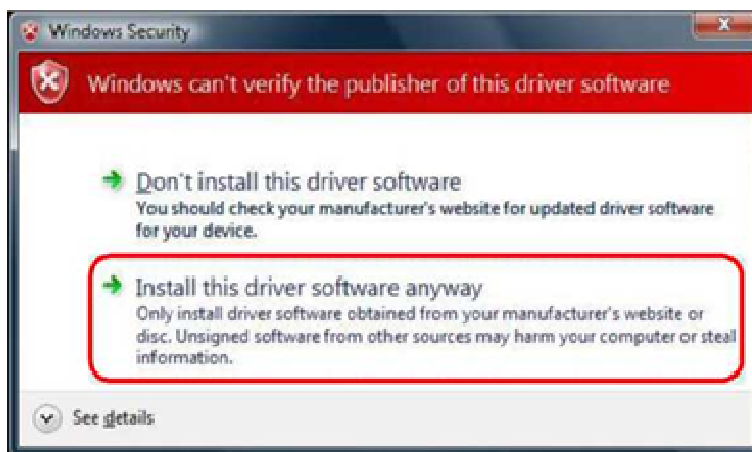 Windows Security
Windows can't verify the publisher of this driver software
Don't install this driver software
You should check your manufacturer's website for updated driver software
for your device.
Install this driver software anyway
Only install driver software obtained from your manufacturer's website or
disc. Unsigned software from other sources may harm your computer or steal
information.
See details